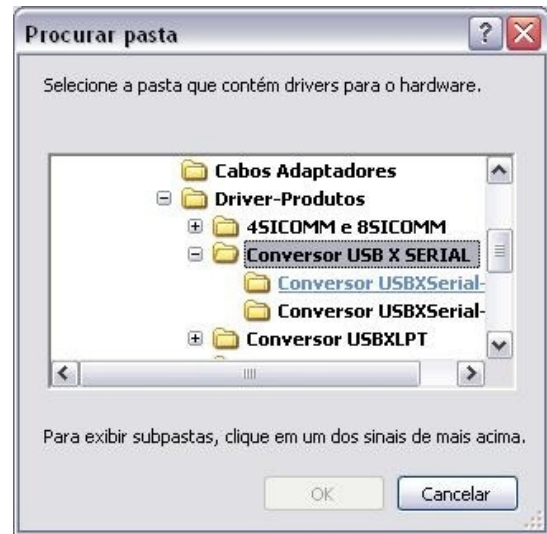 Procurar pasta
Selecione a pasta que contém drivers para o hardware.
Cabos Adaptadores
Driver-Produtos
4SICOMM e 8SICOMM
Conversor USB X SERIAL
Conversor USBXSerial-
Conversor USBXSerial-
Conversor USBXLPT
Para exibir subpastas, clique em um dos sinais de mais acima.
OK Cancelar